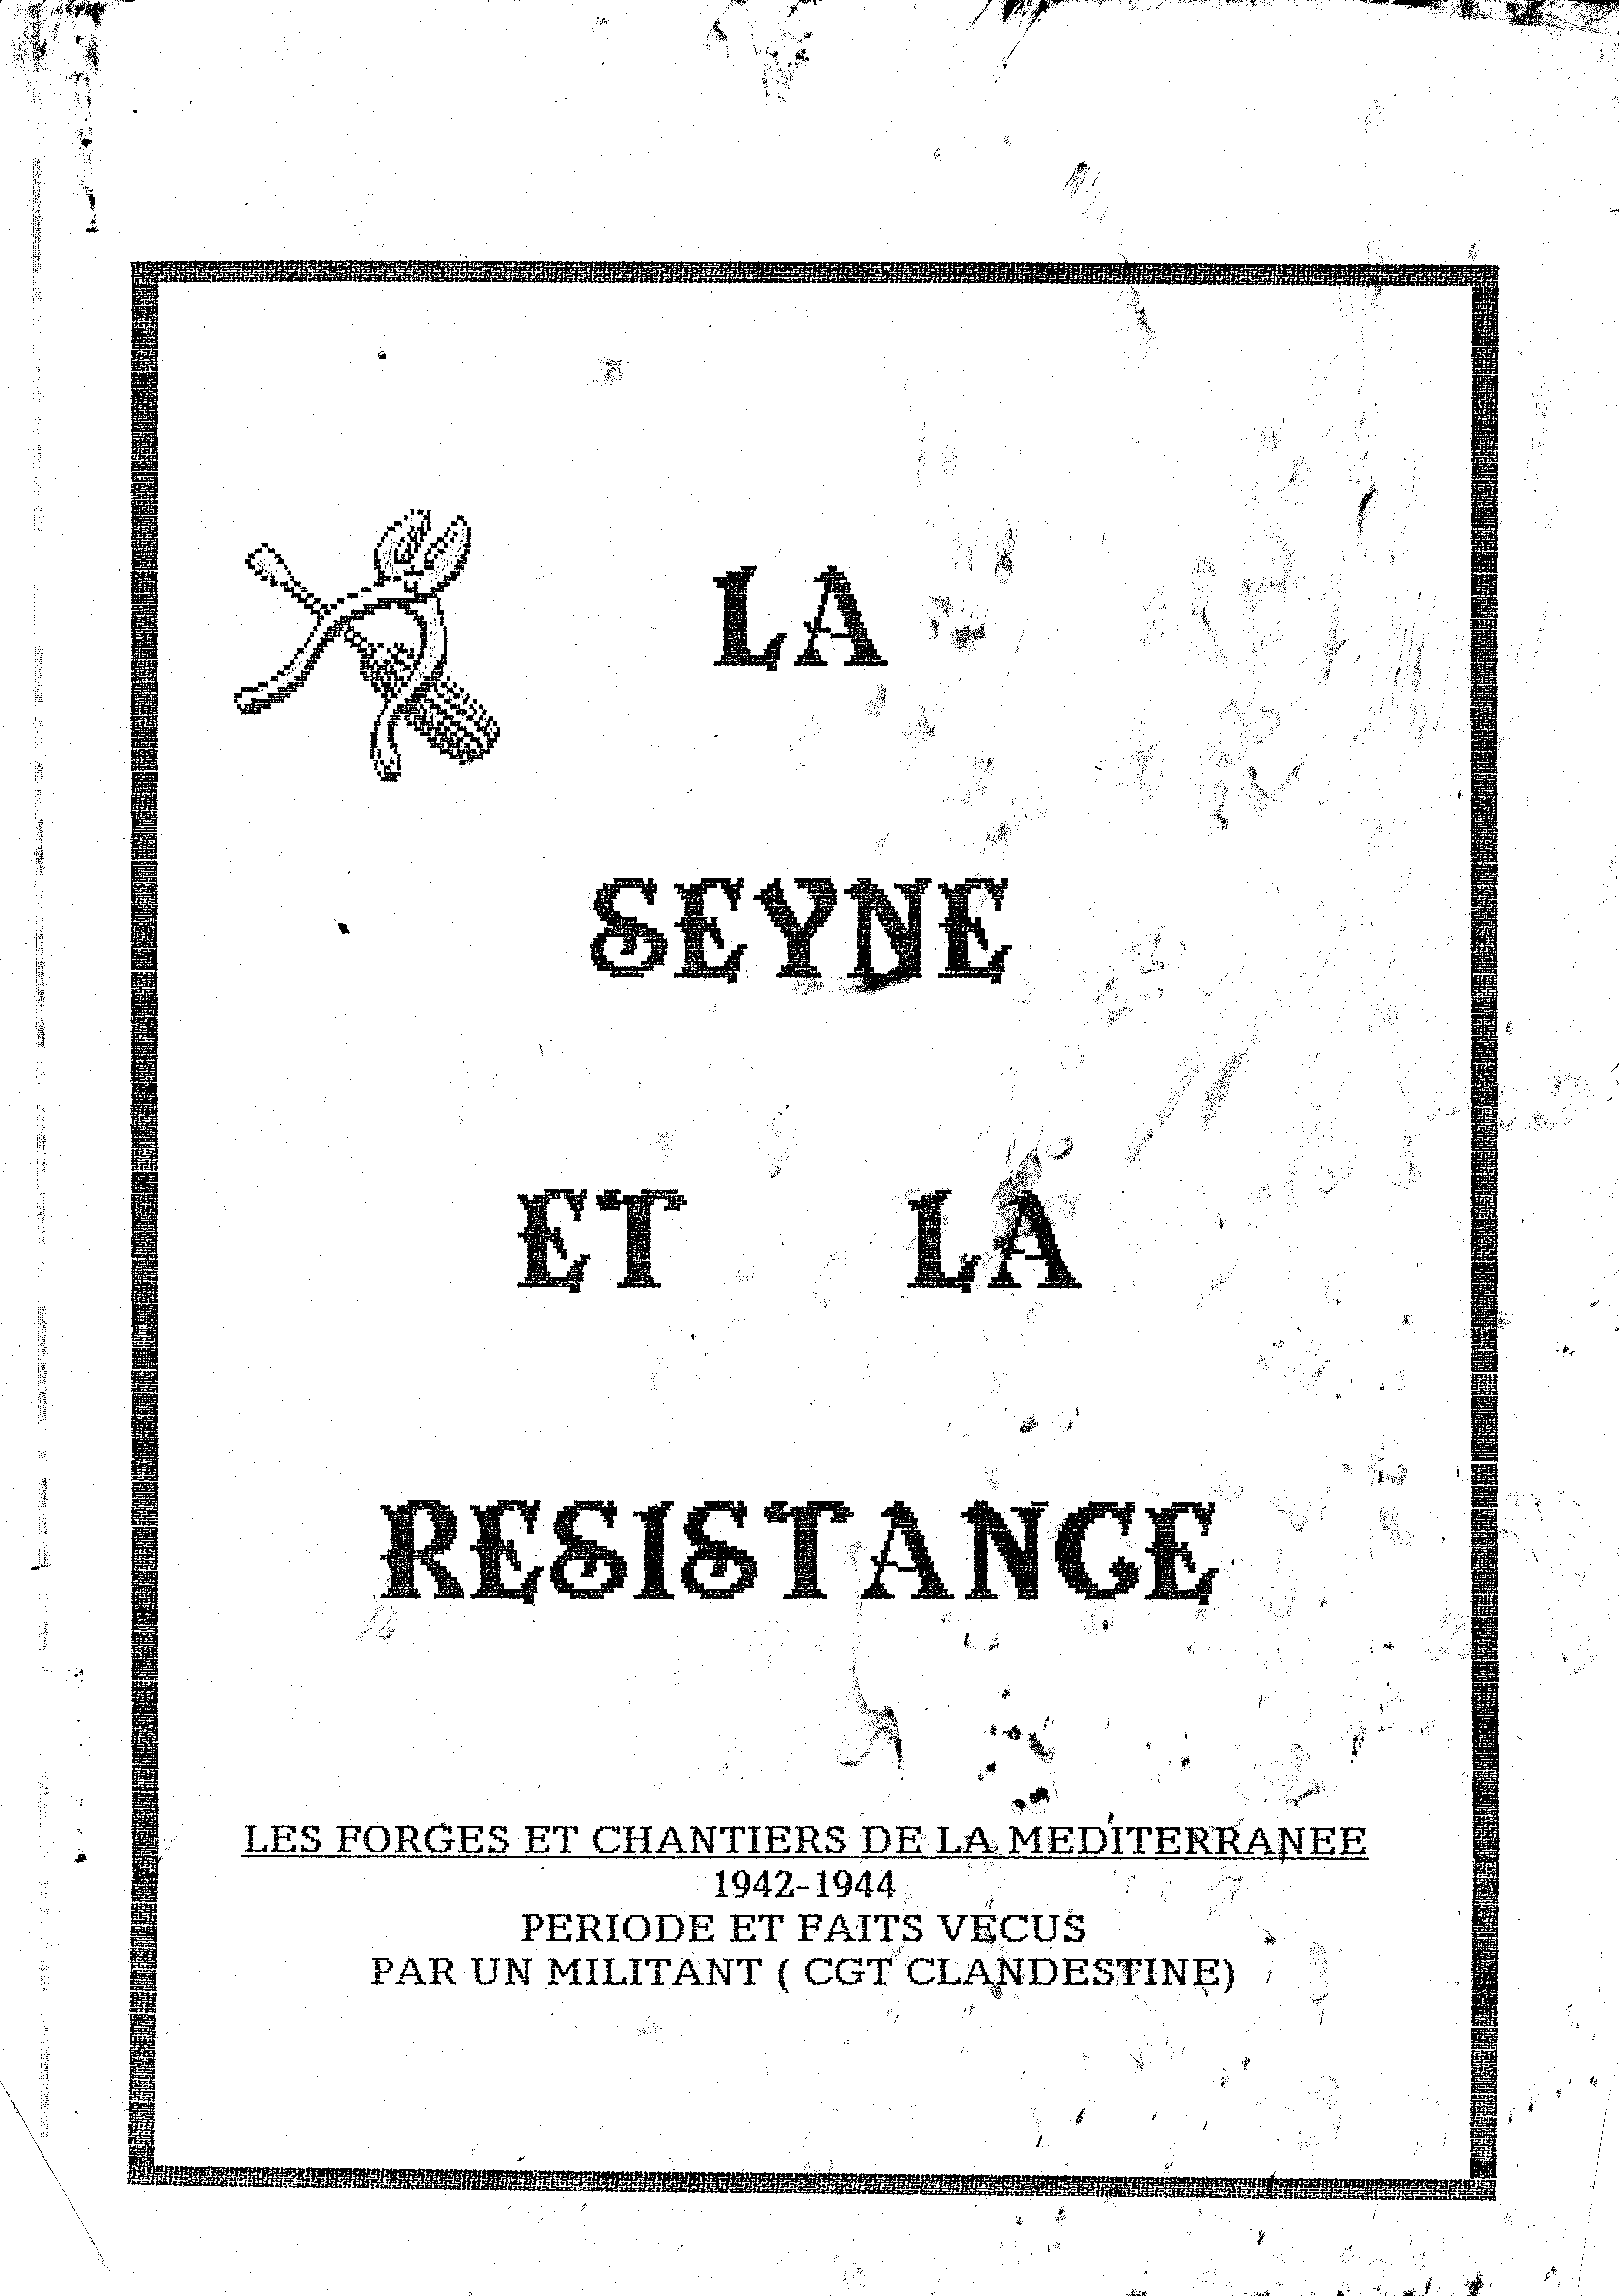 LA
SEYNE
ET LA
RESISTANCE
LES FORGES ET CHANTIERS DE LA MEDITERRANEE
1942-1944
PERIODE ET FAITS VECUS
PAR UN MILITANT ( CGT CLANDESTINE)